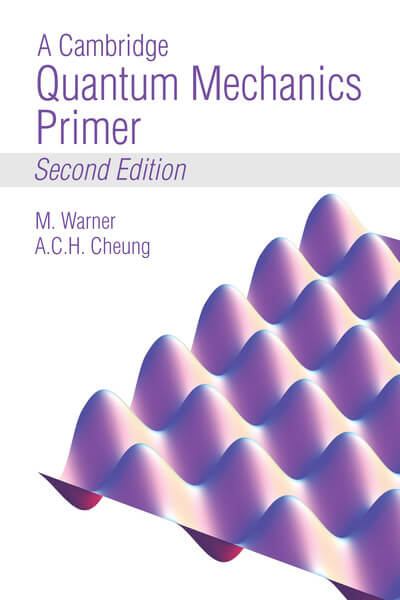 A Cambridge
Quantum Mechanics
Primer
Second Edition
M. Warner
A.C.H. Cheung